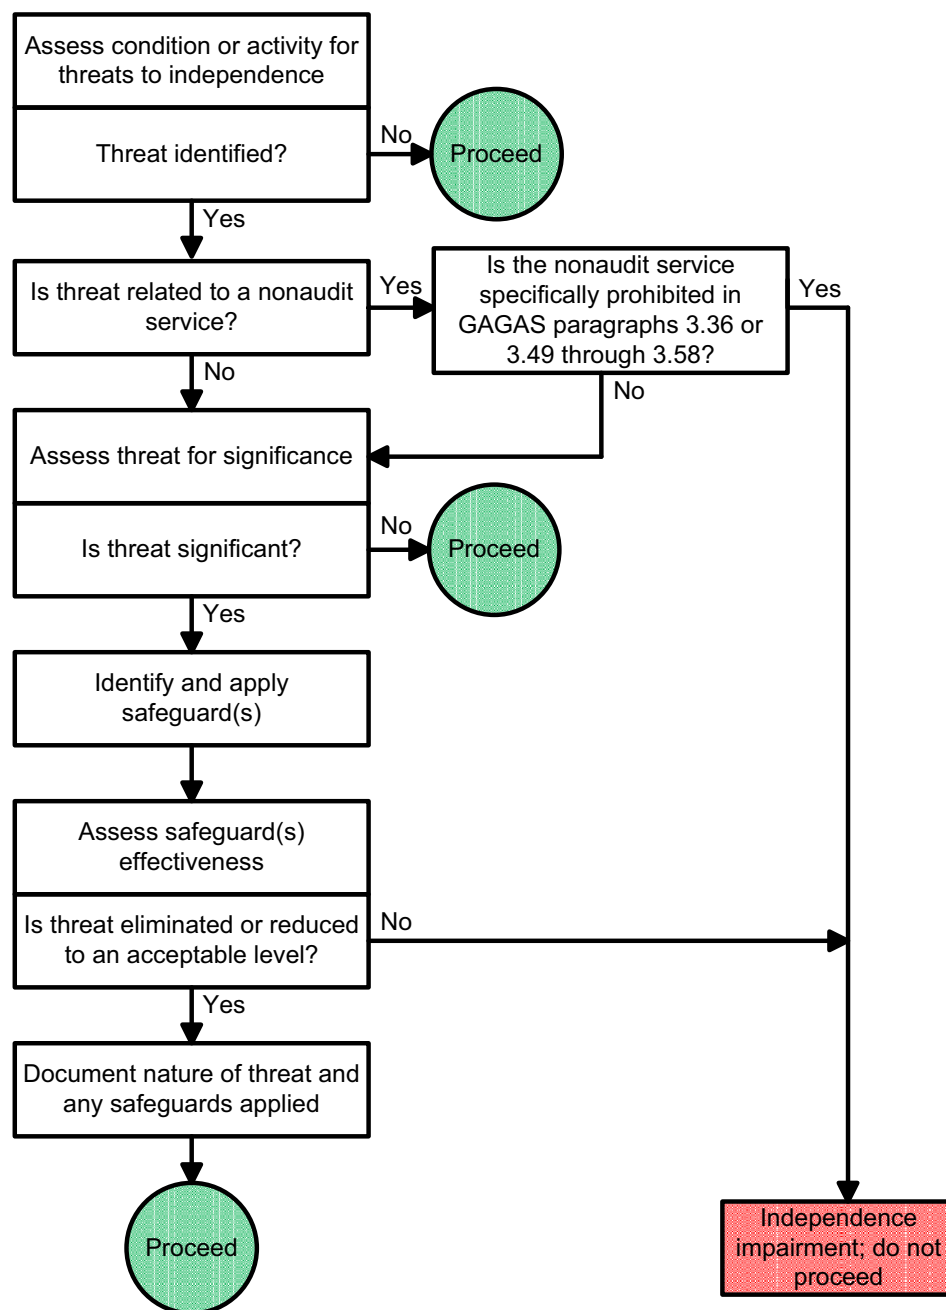 Assess condition or activity for
threats to independence
Threat identified?
No
Proceed
Yes
Is threat related to a nonaudit
service?
Yes
Is the nonaudit service
specifically prohibited in
GAGAS paragraphs 3.36 or
3.49 through 3.58?
Yes
No
No
Assess threat for significance
Is threat significant?
No
Proceed
Yes
Identify and apply
safeguard(s)
Assess safeguard(s)
effectiveness
Is threat eliminated or reduced
to an acceptable level?
No
Yes
Document nature of threat and
any safeguards applied
Proceed
Independence
impairment; do not
proceed